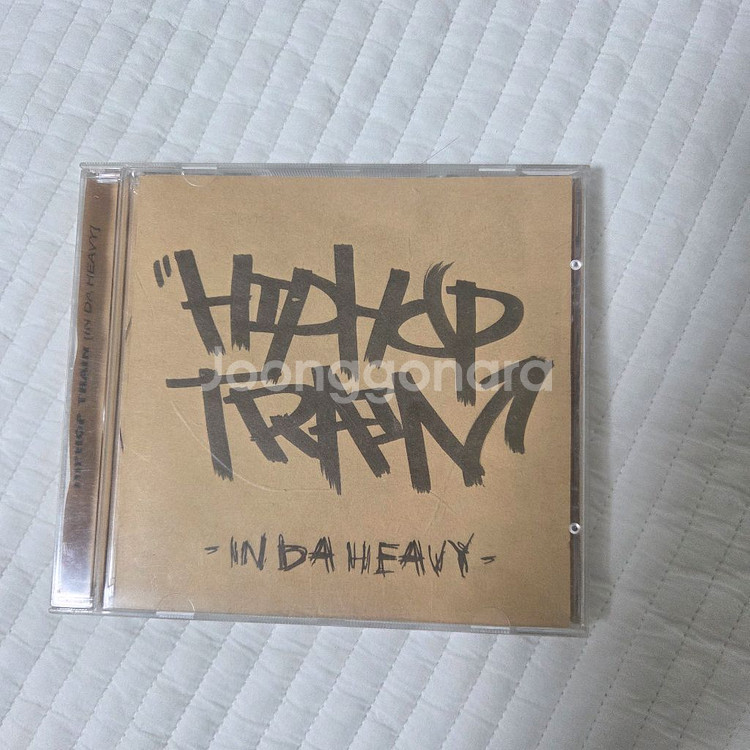 "HIPHOP
TRAIN
- IN DA HEAVY -
HIPHOP TRAIN [IN DA HEAVY]
Joonggonara